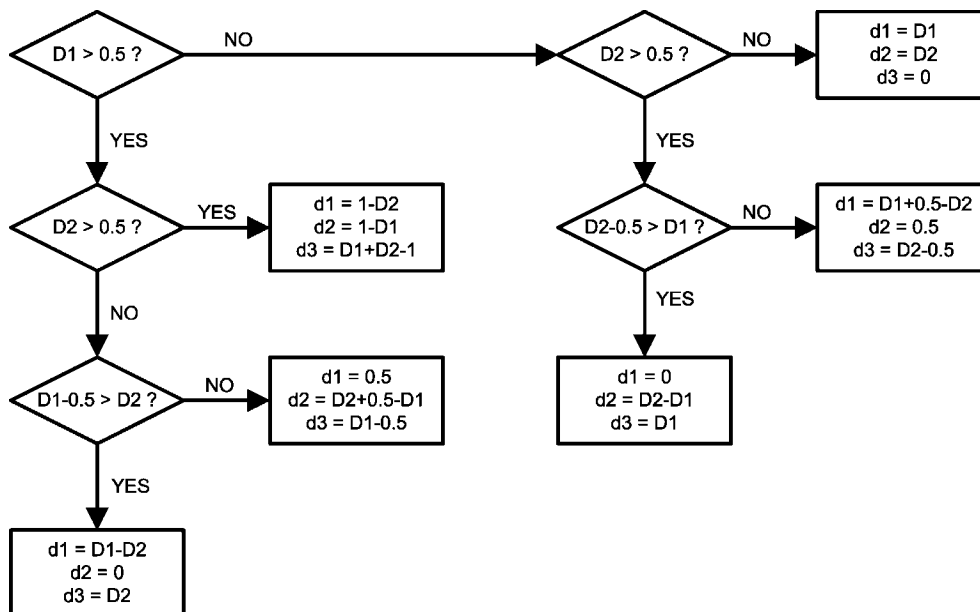 D1 > 0.5 ?
NO
D2 > 0.5 ?
NO
d1 = D1
d2 = D2
d3 = 0
YES
YES
D2 > 0.5 ?
YES
d1 = 1-D2
d2 = 1-D1
d3 = D1+D2-1
D2-0.5 > D1 ?
NO
d1 = D1+0.5-D2
d2 = 0.5
d3 = D2-0.5
NO
YES
D1-0.5 > D2 ?
NO
d1 = 0.5
d2 = D2+0.5-D1
d3 = D1-0.5
d1 = 0
d2 = D2-D1
d3 = D1
YES
d1 = D1-D2
d2 = 0
d3 = D2